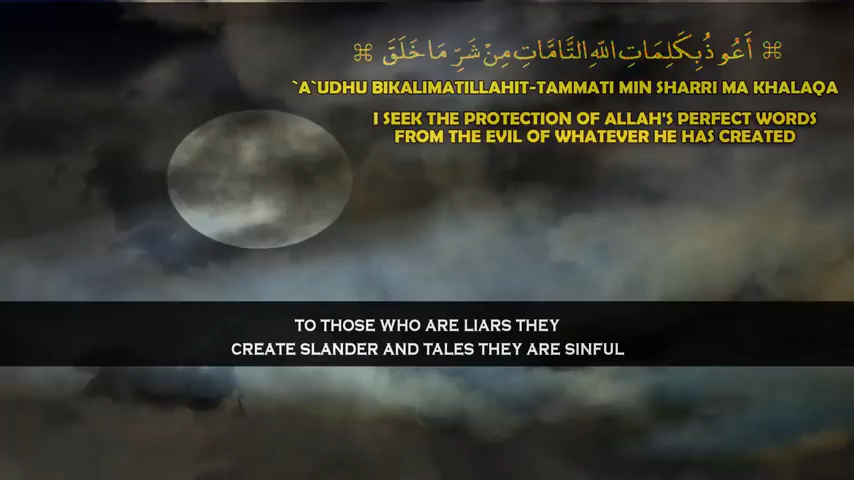 ⌘ أَعُوذُ بِكَلِمَاتِ اللَّهِ التَّامَّاتِ مِنْ شَرِّ مَا خَلَقَ ⌘
`A`UDHU BIKALIMATILLAHIT-TAMMATI MIN SHARRI MA KHALAQA
I SEEK THE PROTECTION OF ALLAH'S PERFECT WORDS
FROM THE EVIL OF WHATEVER HE HAS CREATED
TO THOSE WHO ARE LIARS THEY
CREATE SLANDER AND TALES THEY ARE SINFUL